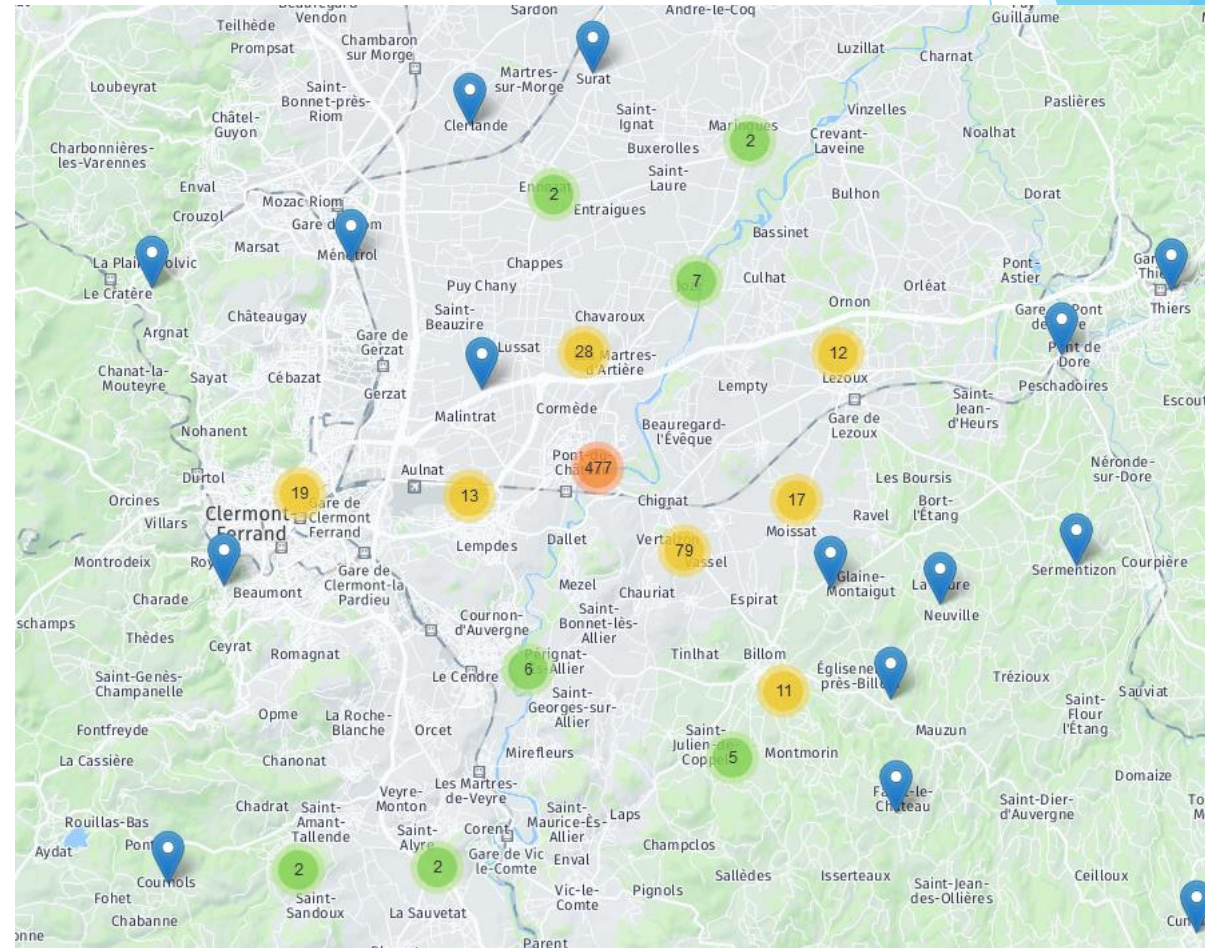 Sardon
André-le-Coq
Guillaume
Teilhède
Vendon
Prompsat
Chambaron
sur Morge
Luzillat
Charnat
Loubeyrat
Martres-
sur-Morge
Surat
Saint-
Bonnet-près-
Riom
Châtel-
Guyon
Clerlande
Saint-
Ignat
Vinzelles
Paslières
Maringues
2
Crevant-
Laveine
Noalhat
Charbonnières-
les-Varennes
Buxerolles
Saint-
Laure
Enval
2
Bulhon
Dorat
Mozac Riom
Crouzol
Entraigues
Marsat
Ménétrol
Bassinet
Chappes
Le Cratère
Puy Chany
7
Culhat
Pont-
Astier
Orléat
Ornon
Thiers
Châteaugay
Saint-
Beauzire
Chavaroux
Argnat
Gare de
Gerzat
Lussat
28
Martres-
d'Artière
12
Lezoux
Pont de
Dore
Chanat-la-
Mouteyre
Sayat
Cébazat
Gerzat
Lempty
Peschadoires
Escout
Malintrat
Cormède
Saint-
Jean-
d'Heurs
Gare de
Lezoux
Nohanent
Beauregard-
l'Évêque
Durtol
Aulnat
477
Les Boursis
Néronde-
sur-Dore
19
13
Orcines
Gare de
Clermont
Ferrand
Chignat
17
Bort-
l'Étang
Clermont-
Ferrand
Villars
Moissat
Ravel
Lempdes
Dallet
79
Vassel
Montrodeix
Gare de
Clermont-la
Pardieu
Sermentizon
Courpière
Beaumont
Mezel
Chauriat
Glaine-
Montaigut
Charade
Espirat
Neuville
schamps
Thèdes
Cournon-
d'Auvergne
Saint-
Bonnet-lès-
Allier
Ceyrat
Romagnat
Tinlhat
Billom
Saint-Genès-
Champanelle
Le Cendre
6
Pérignat-
Ès-Allier
11
Trézioux
Sauviat
Saint-
Georges-sur-
Allier
Saint-
Flour
l'Étang
Opme
La Roche-
Blanche
Orcet
Fontfreyde
Mauzun
La Cassière
Chanonat
Mirefleurs
5
Montmorin
Domaize
Les Martres-
de-Veyre
Veyre-
Monton
Chadrat
Saint-
Amant-
Tallende
Saint-
Maurice-Ès-
Allier
Laps
Saint-Dier-
d'Auvergne
Rouillas-Bas
Aydat
Corent
Champclos
Cournols
2
2
Gare de Vic
le-Comte
Enval
Sallèdes
Isserteaux
Ceilloux
Fohet
Saint-
Sandoux
La Sauvetat
Vic-le-
Comte
Pignols
Saint-Jean-
des-Ollières
Chabanne
Parent